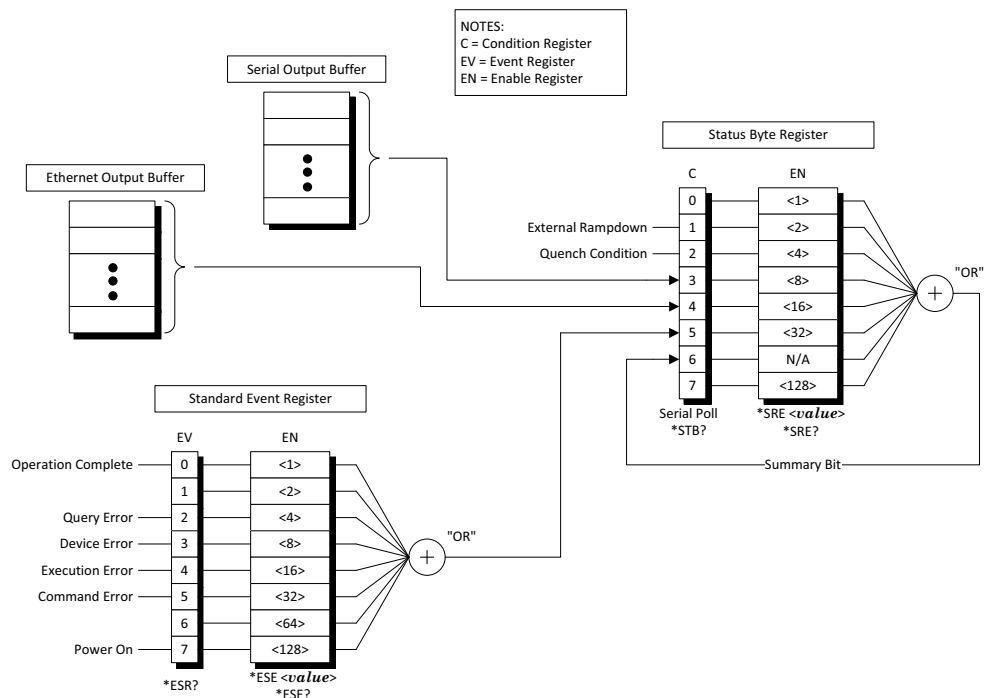 NOTES:
C = Condition Register
EV = Event Register
EN = Enable Register
Serial Output Buffer
Ethernet Output Buffer
Status Byte Register
C EN
0 <1>
External Rampdown 1 <2>
Quench Condition 2 <4>
3 <8>
4 <16>
5 <32>
6 N/A
7 <128>
"OR"
+
Serial Poll *SRE <value>
*STB? *SRE?
Summary Bit
Standard Event Register
EV EN
Operation Complete 0 <1>
1 <2>
Query Error 2 <4>
Device Error 3 <8>
Execution Error 4 <16>
Command Error 5 <32>
6 <64>
Power On 7 <128>
"OR"
+
*ESR? *ESE <value>
*ESE?